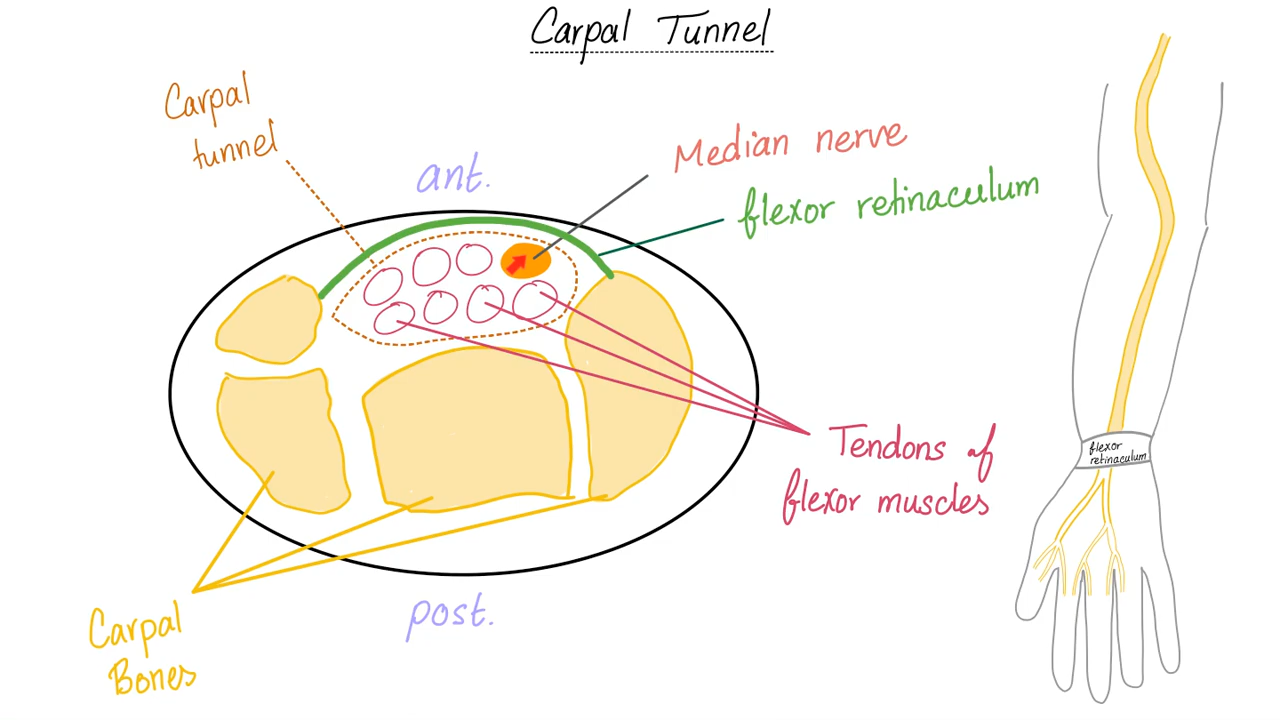 Carpal Tunnel
Carpal
tunnel
ant.
Median nerve
flexor retinaculum
Tendons of
flexor muscles
post.
Carpal
Bones
flexor
retinaculum